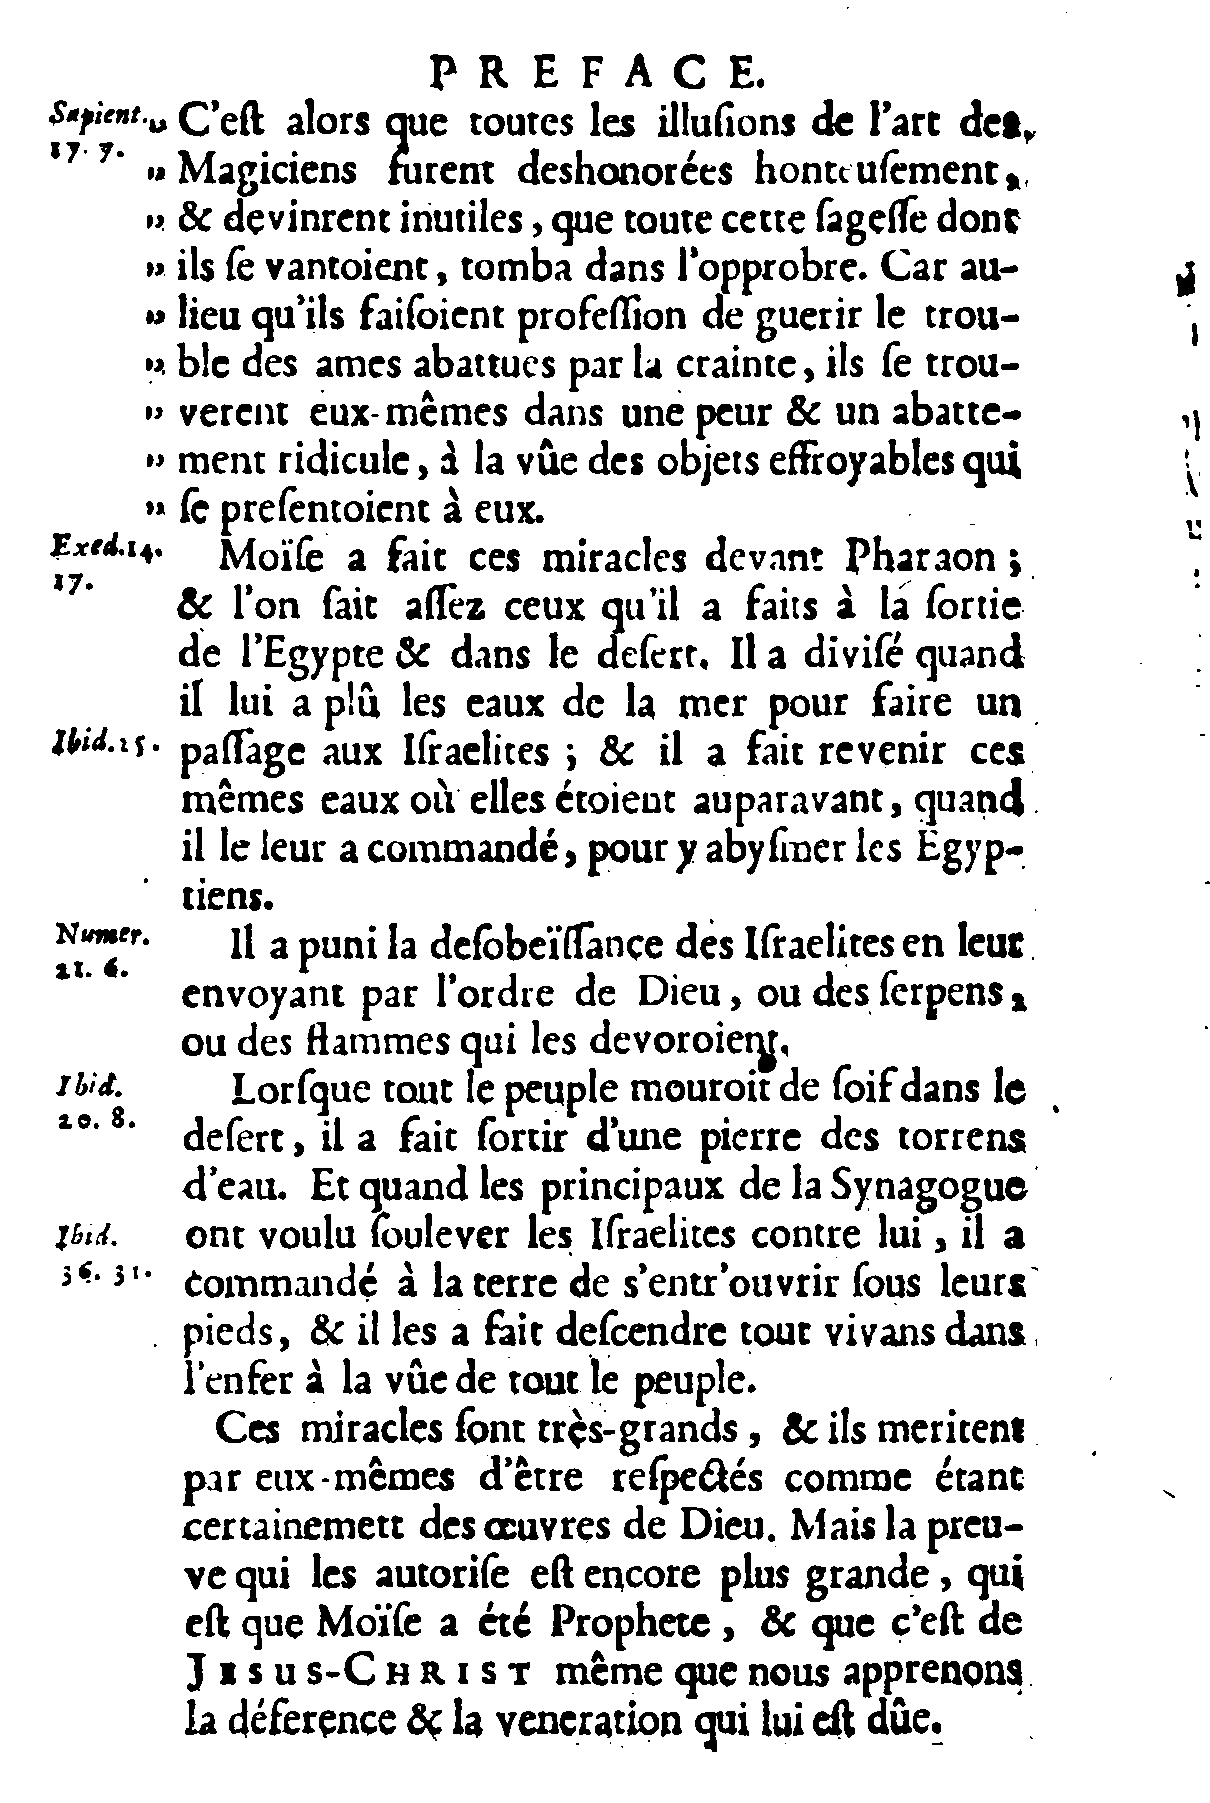 PREFACE.
Sapient. 17. 7.
„ C'eſt alors que toutes les illuſions de l'art des
„ Magiciens furent deshonorées honteuſement,
„ & devinrent inutiles, que toute cette ſageſſe dont
„ ils ſe vantoient, tomba dans l'opprobre. Car au-
„ lieu qu'ils faiſoient profeſſion de guerir le trou-
„ ble des ames abattues par la crainte, ils ſe trou-
„ verent eux-mêmes dans une peur & un abatte-
„ ment ridicule, à la vûe des objets effroyables qui
„ ſe preſentoient à eux.
Exod. 14. 17.
Moïſe a fait ces miracles devant Pharaon;
& l'on ſait aſſez ceux qu'il a faits à la ſortie
de l'Egypte & dans le deſert. Il a diviſé quand
il lui a plû les eaux de la mer pour faire un
Ibid. 15.
paſſage aux Iſraelites; & il a fait revenir ces
mêmes eaux où elles étoient auparavant, quand
il le leur a commandé, pour y abyſmer les Egyp-
tiens.
Numer. 21. 6.
Il a puni la deſobeïſſance des Iſraelites en leur
envoyant par l'ordre de Dieu, ou des ſerpens,
ou des flammes qui les devoroient.
Ibid. 20. 8.
Lorſque tout le peuple mouroit de ſoif dans le
deſert, il a fait ſortir d'une pierre des torrens
d'eau. Et quand les principaux de la Synagogue
Ibid. 36. 31.
ont voulu ſoulever les Iſraelites contre lui, il a
commandé à la terre de s'entr'ouvrir ſous leurs
pieds, & il les a fait deſcendre tout vivans dans
l'enfer à la vûe de tout le peuple.
Ces miracles ſont très-grands, & ils meritent
par eux-mêmes d'être reſpectés comme étant
certainemett des œuvres de Dieu. Mais la preu-
ve qui les autoriſe eſt encore plus grande, qui
eſt que Moïſe a été Prophete, & que c'eſt de
JESUS-CHRIST même que nous apprenons
la déference & la veneration qui lui eſt dûe.